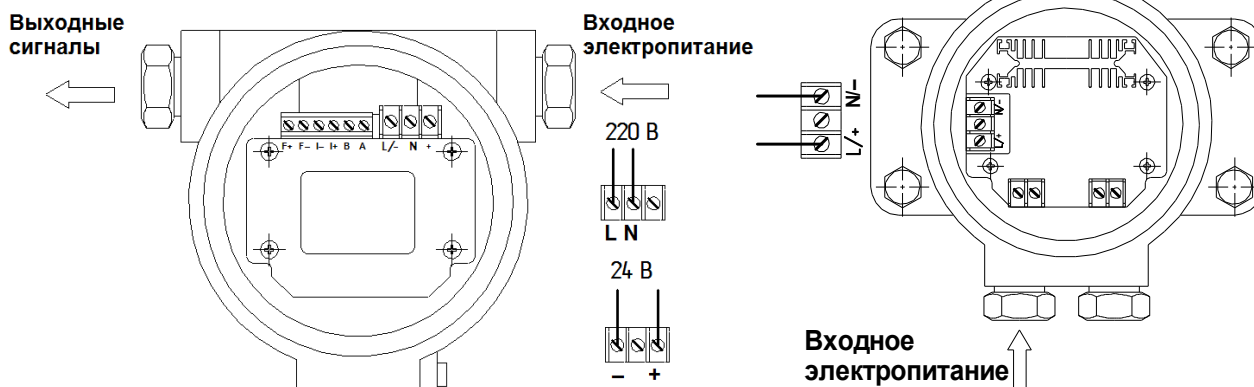 Выходные
сигналы
Входное
электропитание
F+ F– I– I+ B A L/- N +
220 В
L N
24 В
– +
N/–
L/+
N/-
L/+
Входное
электропитание